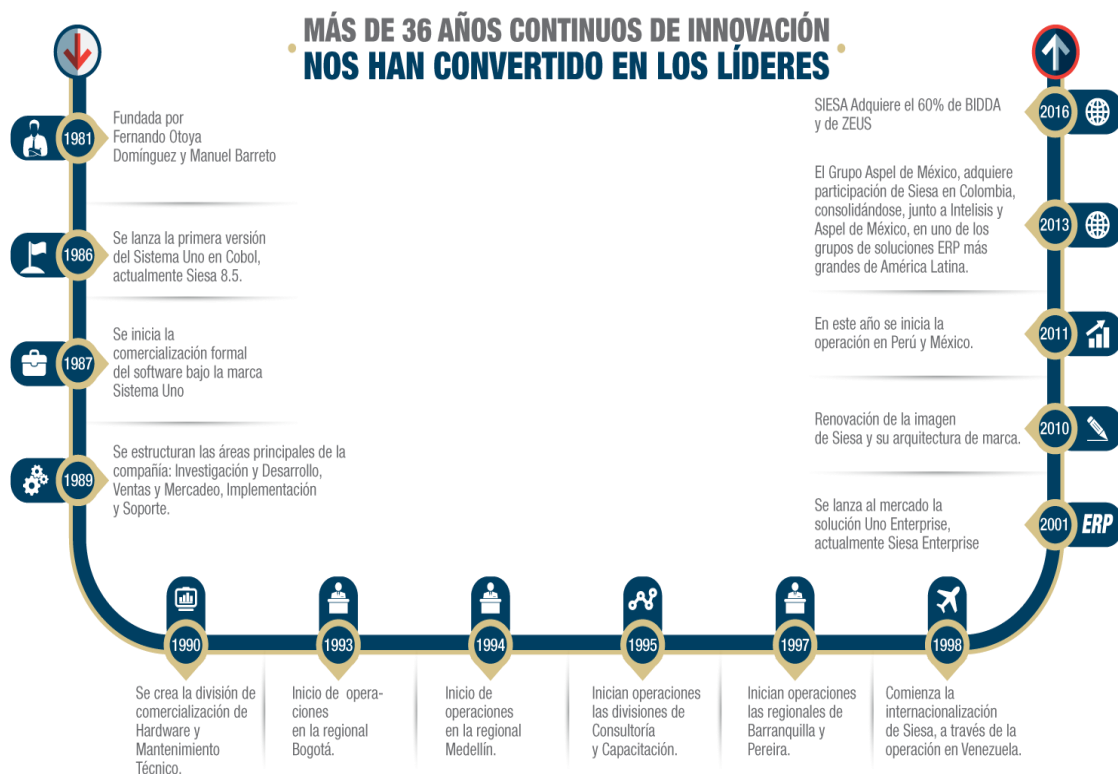 MÁS DE 36 AÑOS CONTINUOS DE INNOVACIÓN
NOS HAN CONVERTIDO EN LOS LÍDERES
1981
Fundada por
Fernando Otoya
Domínguez y Manuel Barreto
1986
Se lanza la primera versión
del Sistema Uno en Cobol,
actualmente Siesa 8.5.
1987
Se inicia la
comercialización formal
del software bajo la marca
Sistema Uno
1989
Se estructuran las áreas principales de la
compañía: Investigación y Desarrollo,
Ventas y Mercadeo, Implementación
y Soporte.
1990
Se crea la división de
comercialización de
Hardware y
Mantenimiento
Técnico.
1993
Inicio de opera-
ciones
en la regional
Bogotá.
1994
Inicio de
operaciones
en la regional
Medellín.
1995
Inician operaciones
las divisiones de
Consultoría
y Capacitación.
1997
Inician operaciones
las regionales de
Barranquilla y
Pereira.
1998
Comienza la
internacionalización
de Siesa, a través de la
operación en Venezuela.
2001
ERP
Se lanza al mercado la
solución Uno Enterprise,
actualmente Siesa Enterprise
2010
Renovación de la imagen
de Siesa y su arquitectura de marca.
2011
En este año se inicia la
operación en Perú y México.
2013
El Grupo Aspel de México, adquiere
participación de Siesa en Colombia,
consolidándose, junto a Intelisis y
Aspel de México, en uno de los
grupos de soluciones ERP más
grandes de América Latina.
2016
SIESA Adquiere el 60% de BIDDA
y de ZEUS